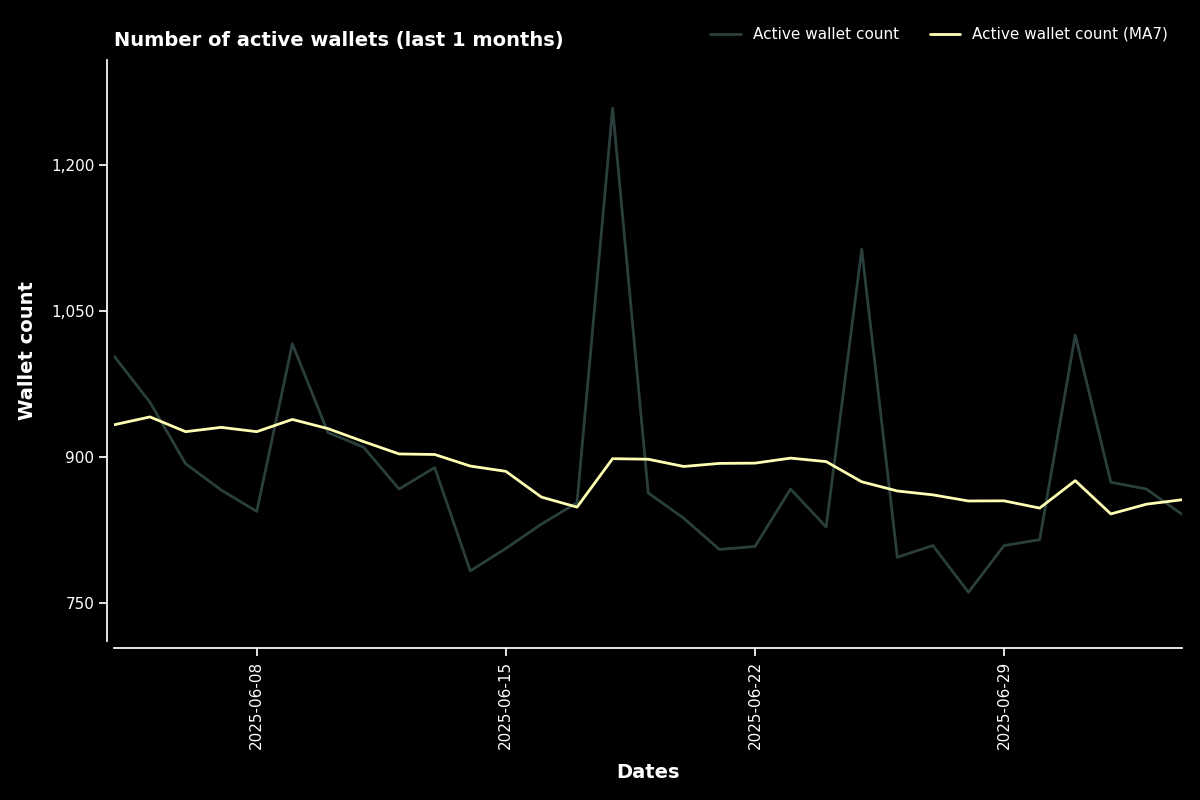 Number of active wallets (last 1 months)
Active wallet count
Active wallet count (MA7)
Wallet count
1,200
1,050
900
750
2025-06-08
2025-06-15
2025-06-22
2025-06-29
Dates